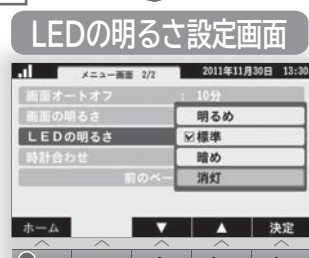 LEDの明るさ設定画面
メニュー画面 2/2 2011年11月30日 13:30
画面オートオフ : 10分
画面の明るさ 明るめ
LEDの明るさ 標準
時計合わせ 暗め
前のペー 消灯
ホーム ▼ ▲ 決定